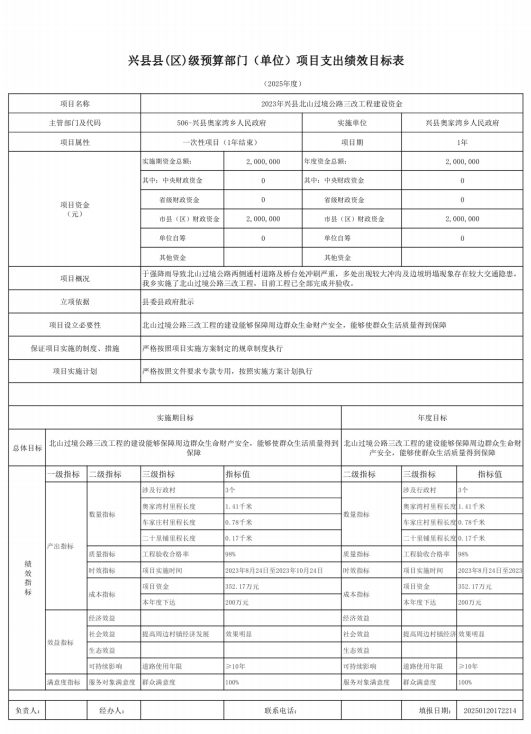 兴县县(区)级预算部门（单位）项目支出绩效目标表
（2025年度）
项目名称 2023年兴县北山过境公路三改工程建设资金
主管部门及代码 506-兴县奥家湾乡人民政府 实施单位 兴县奥家湾乡人民政府
项目属性 一次性项目（1年结束） 项目期 1年
项目资金（元） 实施期资金总额： 2,000,000 年度资金总额： 2,000,000
其中：中央财政资金 0 其中：中央财政资金 0
省级财政资金 0 省级财政资金 0
市县（区）财政资金 2,000,000 市县（区）财政资金 2,000,000
单位自筹 0 单位自筹 0
其他资金 其他资金
项目概况 于强降雨导致北山过境公路两侧通村道路及桥台处冲刷严重，多处出现较大冲沟及边坡坍塌现象存在较大交通隐患。
我乡实施了北山过境公路三改工程，目前工程已全部完成并验收。
立项依据 县委县政府批示
项目设立必要性 北山过境公路三改工程的建设能够保障周边群众生命财产安全，能够使群众生活质量得到保障
保证项目实施的制度、措施 严格按照项目实施方案制定的规章制度执行
项目实施计划 严格按照文件要求专款专用，按照实施方案计划执行
实施期目标 年度目标
总体目标 北山过境公路三改工程的建设能够保障周边群众生命财产安全，能够使群众生活质量得到保障 北山过境公路三改工程的建设能够保障周边群众生命财产安全，能够使群众生活质量得到保障
绩效指标 一级指标 二级指标 三级指标 指标值 二级指标 三级指标 指标值
产出指标 数量指标 涉及行政村 3个 数量指标 涉及行政村 3个
奥家湾村里程长度 1.41千米 奥家湾村里程长度 1.41千米
车家庄村里程长度 0.78千米 车家庄村里程长度 0.78千米
二十里铺里程长度 0.17千米 二十里铺里程长度 0.17千米
质量指标 工程验收合格率 98% 质量指标 工程验收合格率 98%
时效指标 项目实施时间 2023年8月24日至2023年10月24日 时效指标 项目实施时间 2023年8月24日至2023
成本指标 项目资金 352.17万元 成本指标 项目资金 352.17万元
本年度下达 200万元 本年度下达 200万元
效益指标 经济效益 经济效益
社会效益 提高周边村镇经济发展 效果明显 社会效益 提高周边村镇经济 效果明显
生态效益 生态效益
可持续影响 道路使用年限 ≥10年 可持续影响 道路使用年限 ≥10年
满意度指标 服务对象满意度 群众满意度 100% 服务对象满意度 群众满意度 100%
负责人： 经办人： 联系电话： 填报日期： 20250120172214